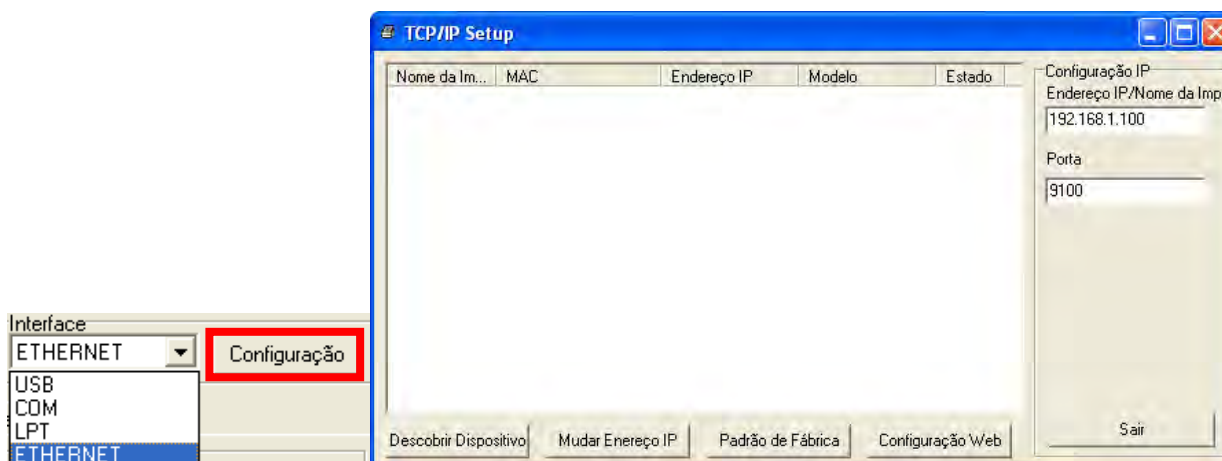 TCP/IP Setup
Nome da Im... MAC Endereço IP Modelo Estado
Configuração IP
Endereço IP/Nome da Imp
192.168.1.100
Porta
9100
Descobrir Dispositivo Mudar Enereço IP Padrão de Fábrica Configuração Web Sair
Interface
ETHERNET Configuração
USB
COM
LPT
ETHERNET